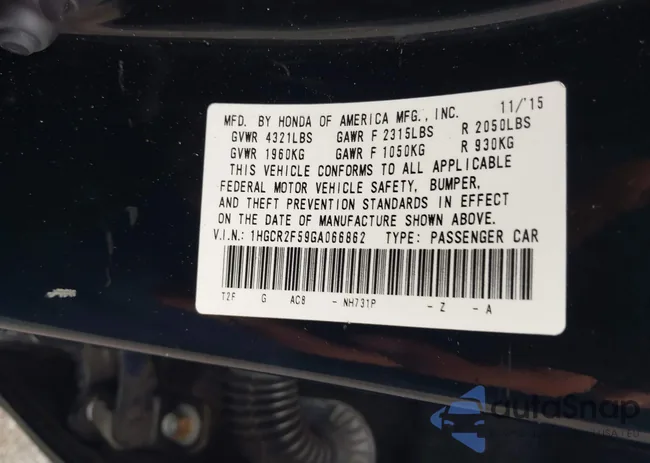 MFD. BY HONDA OF AMERICA MFG., INC. 11/'15
GVWR 4321LBS GAWR F 2315LBS R 2050LBS
GVWR 1960KG GAWR F 1050KG R 930KG
THIS VEHICLE CONFORMS TO ALL APPLICABLE
FEDERAL MOTOR VEHICLE SAFETY, BUMPER,
AND THEFT PREVENTION STANDARDS IN EFFECT
ON THE DATE OF MANUFACTURE SHOWN ABOVE.
V.I.N.: 1HGCR2F59GA066862 TYPE: PASSENGER CAR
T2F G AC8 - NH731P - Z - A
autoSnap